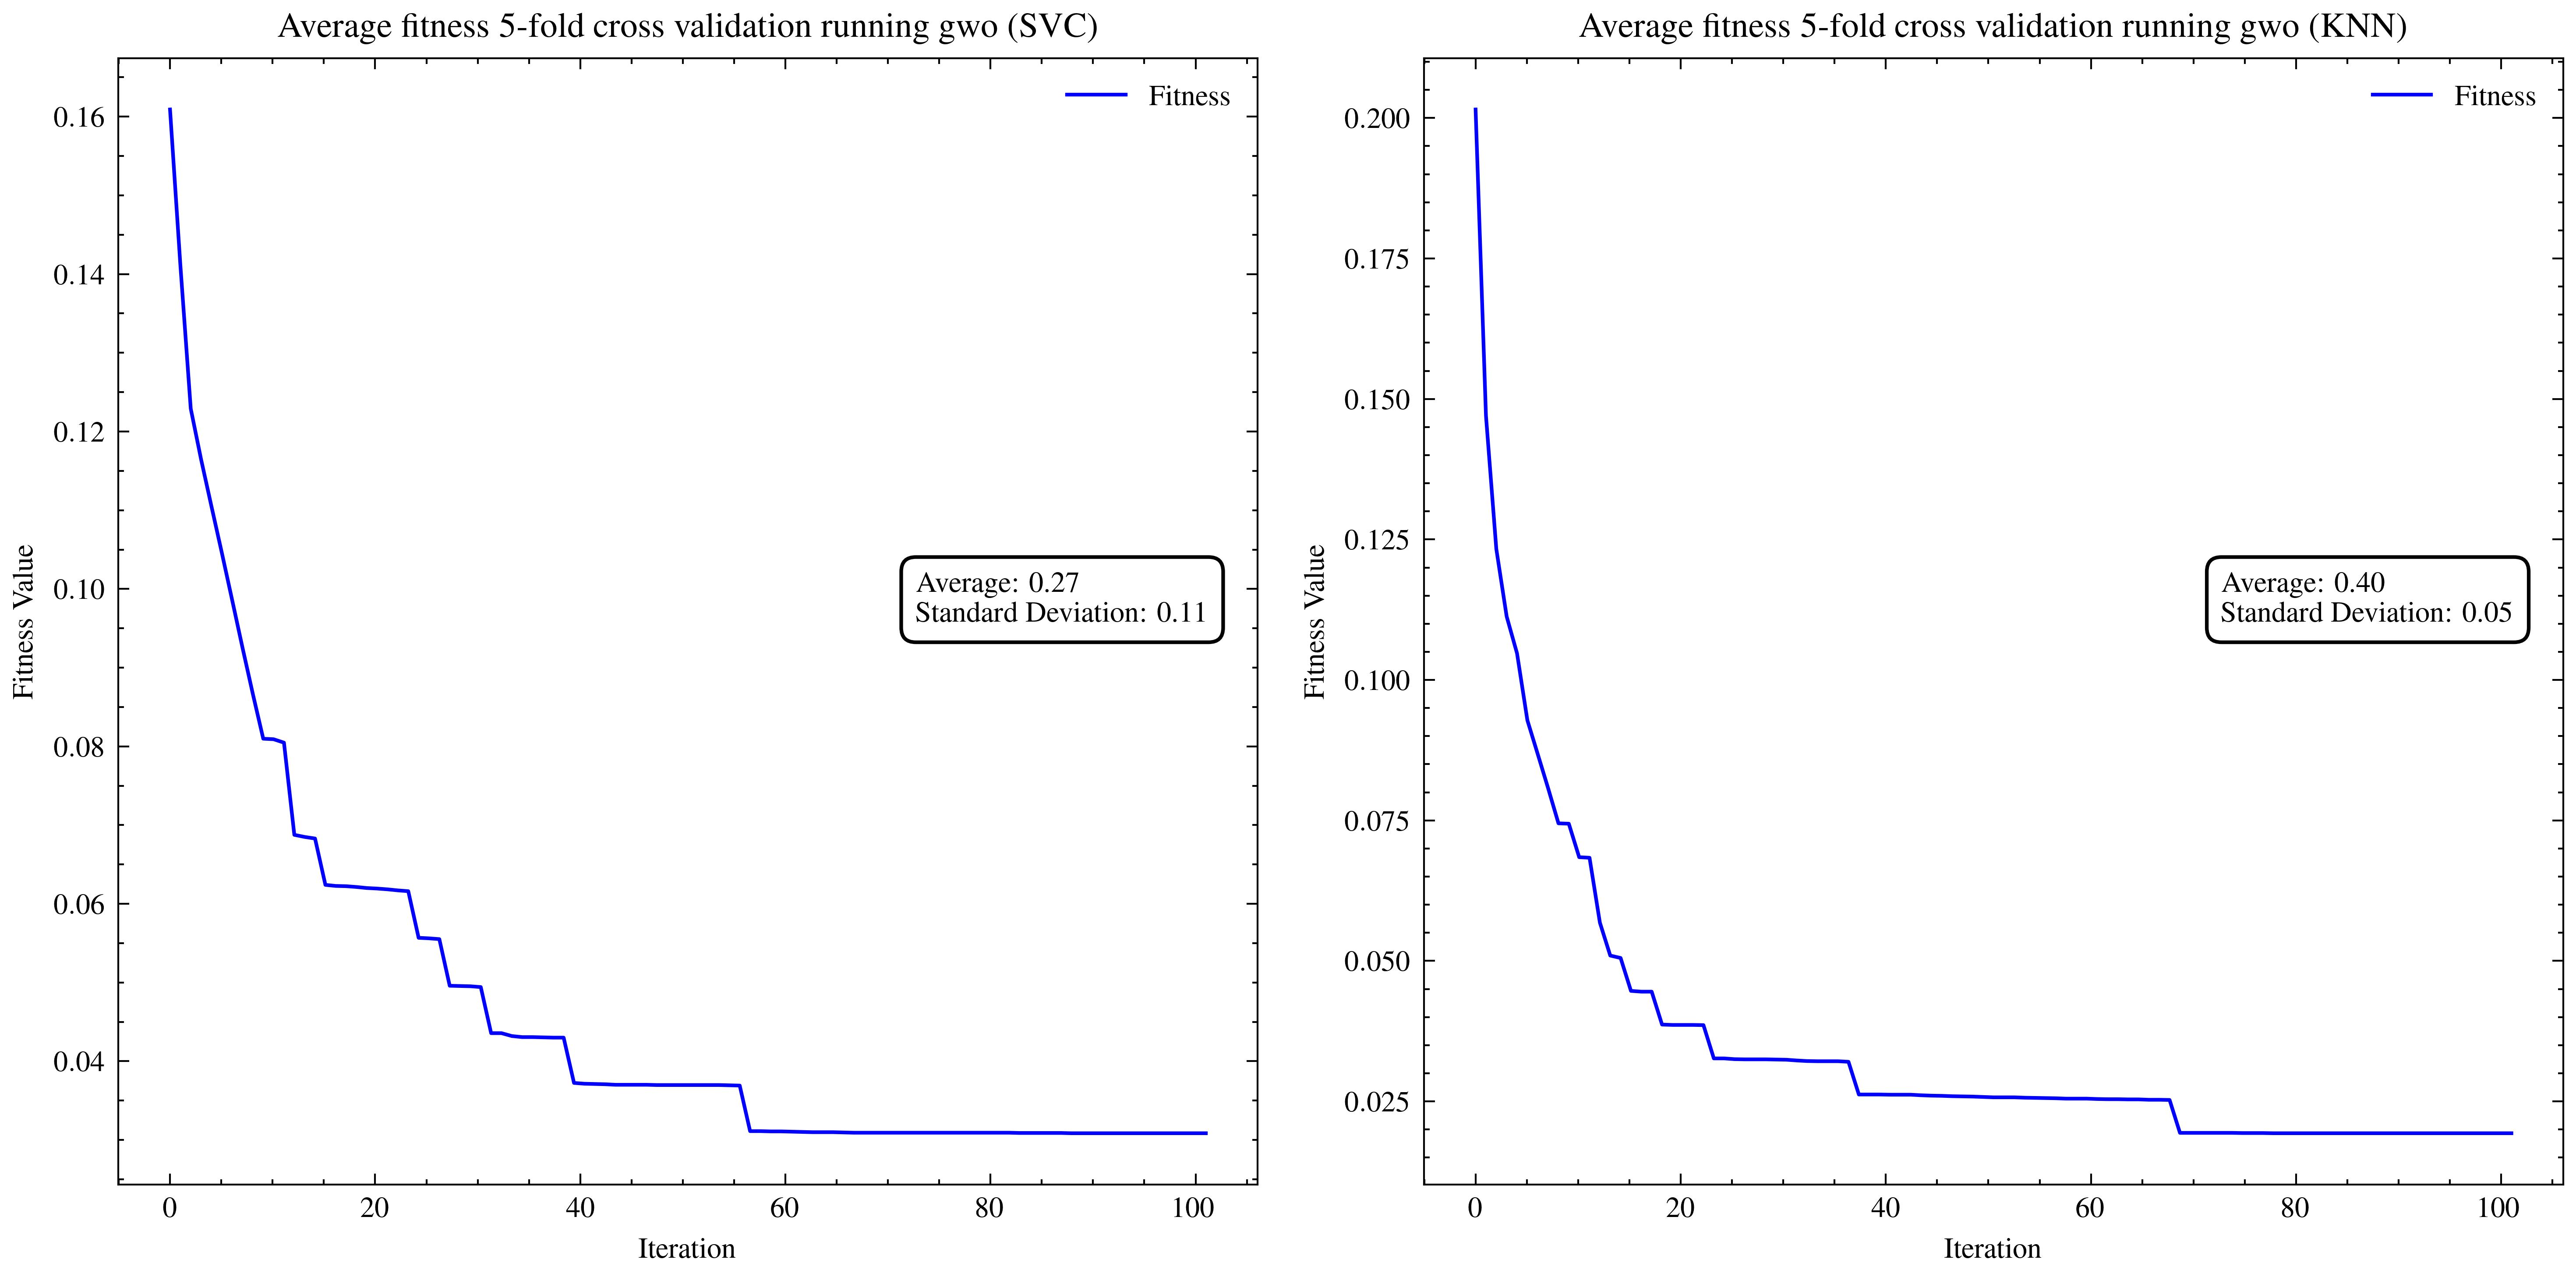 Average fitness 5-fold cross validation running gwo (SVC)
Fitness
0.16
0.14
0.12
0.10
0.08
0.06
0.04
Fitness Value
Average: 0.27
Standard Deviation: 0.11
0 20 40 60 80 100
Iteration
Average fitness 5-fold cross validation running gwo (KNN)
Fitness
0.200
0.175
0.150
0.125
0.100
0.075
0.050
0.025
Fitness Value
Average: 0.40
Standard Deviation: 0.05
0 20 40 60 80 100
Iteration